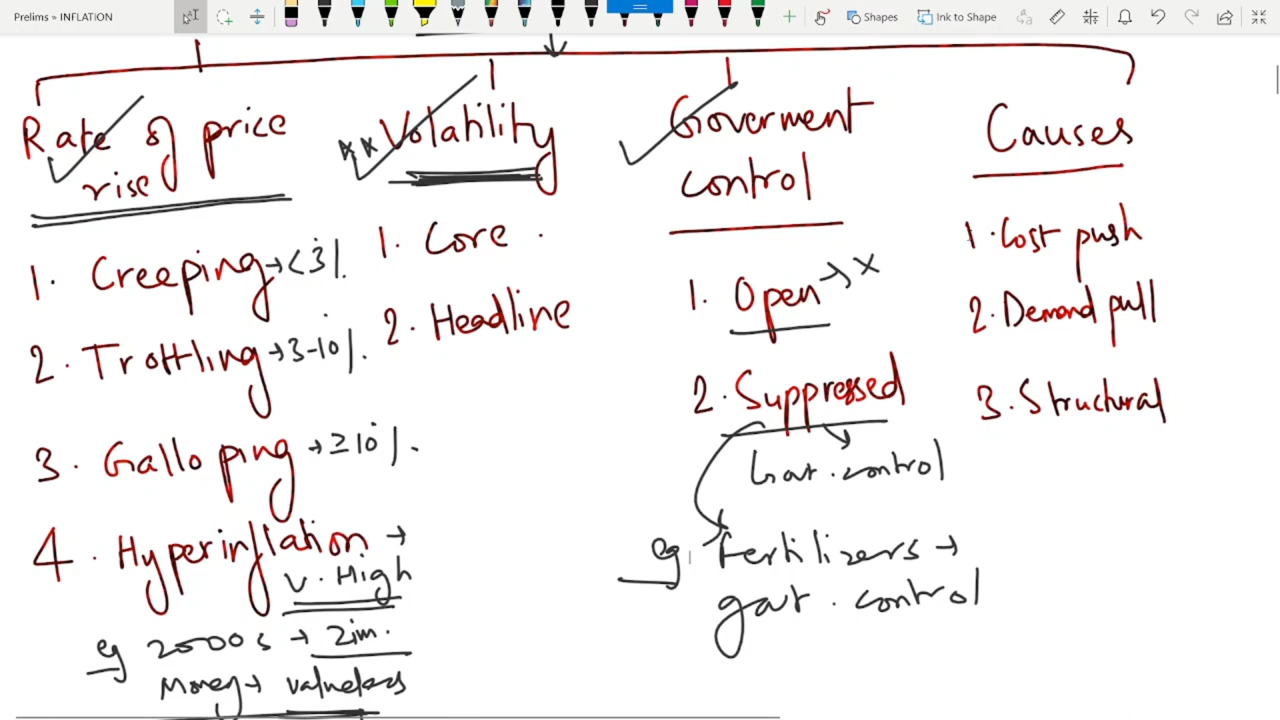 Prelims » INFLATION
Shapes
Ink to Shape
Rate of price rise
1. Creeping → <3%.
2. Trottling → 3-10%.
3. Galloping → ≥10%.
4. Hyperinflation →
V. High
eg 2000s → Zim.
Money → valueless
** Volatility
1. Core
2. Headline
Goverment control
1. Open → x
2. Suppressed
Gov. control
eg fertilizers →
govt. control
Causes
1. Cost push
2. Demand pull
3. Structural